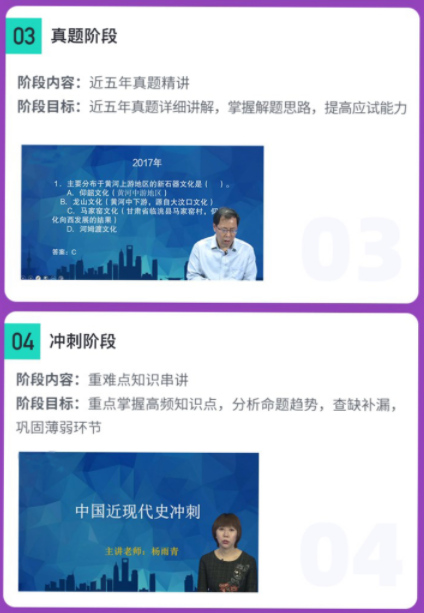 03 真题阶段
阶段内容：近五年真题精讲
阶段目标：近五年真题详细讲解，掌握解题思路，提高应试能力
2017年
1、主要分布于黄河上游地区的新石器文化是（ ）。
A、仰韶文化（黄河中游地区）
B、龙山文化（黄河中下游，源自大汶口文化）
C、马家窑文化（甘肃省临洮县马家窑村，仰
化向西发展的结果）
D、河姆渡文化
答案：C
03
04 冲刺阶段
阶段内容：重难点知识串讲
阶段目标：重点掌握高频知识点，分析命题趋势，查缺补漏，
巩固薄弱环节
中国近现代史冲刺
主讲老师：杨雨青
04